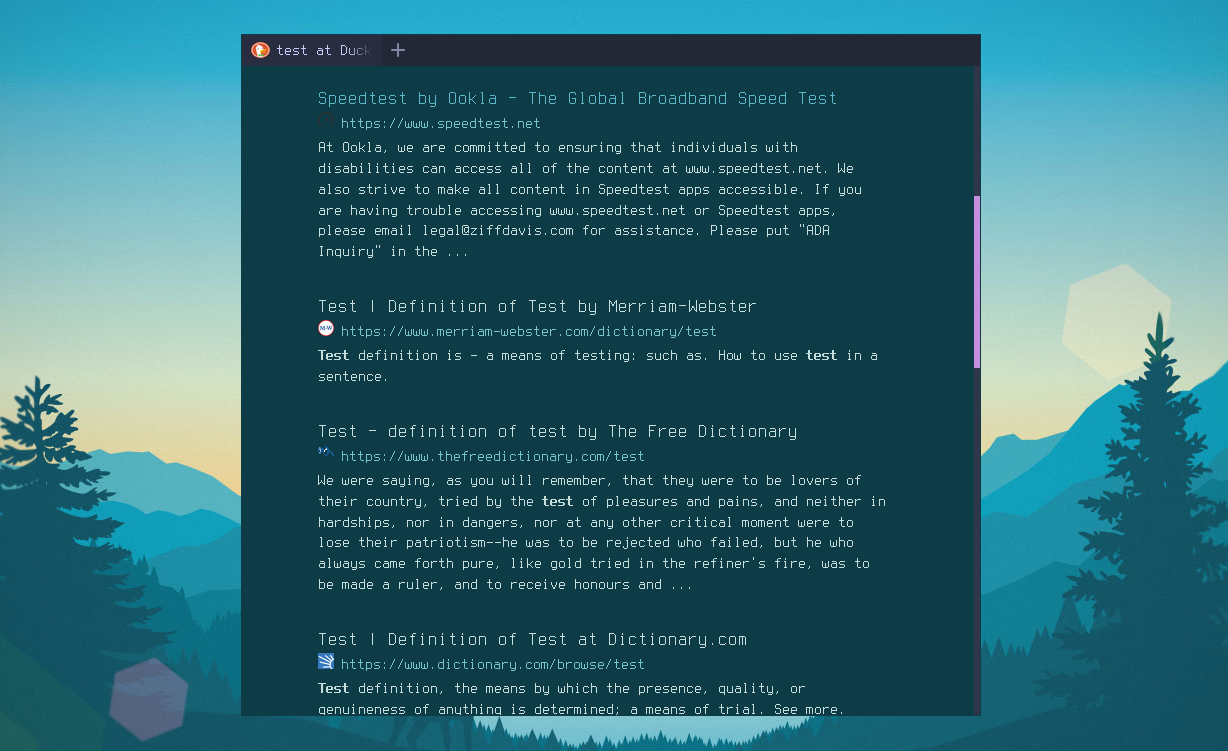 test at Duck
Speedtest by Ookla - The Global Broadband Speed Test
https://www.speedtest.net
At Ookla, we are committed to ensuring that individuals with
disabilities can access all of the content at www.speedtest.net. We
also strive to make all content in Speedtest apps accessible. If you
are having trouble accessing www.speedtest.net or Speedtest apps,
please email legal@ziffdavis.com for assistance. Please put "ADA
Inquiry" in the ...
Test | Definition of Test by Merriam-Webster
M-W https://www.merriam-webster.com/dictionary/test
Test definition is - a means of testing: such as. How to use test in a
sentence.
Test - definition of test by The Free Dictionary
https://www.thefreedictionary.com/test
We were saying, as you will remember, that they were to be lovers of
their country, tried by the test of pleasures and pains, and neither in
hardships, nor in dangers, nor at any other critical moment were to
lose their patriotism--he was to be rejected who failed, but he who
always came forth pure, like gold tried in the refiner's fire, was to
be made a ruler, and to receive honours and ...
Test | Definition of Test at Dictionary.com
https://www.dictionary.com/browse/test
Test definition, the means by which the presence, quality, or
genuineness of anything is determined; a means of trial. See more.